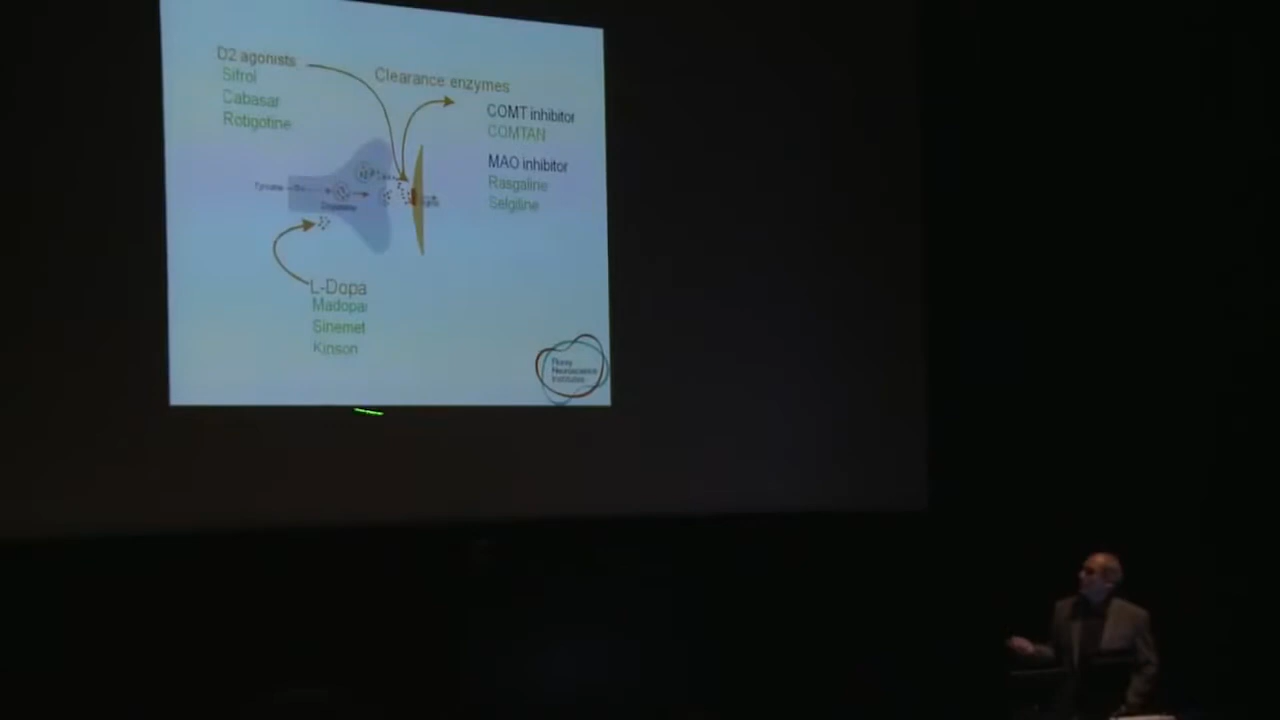 D2 agonists
Sifrol
Cabasar
Rotigotine
Clearance enzymes
COMT inhibitor
COMTAN
MAO inhibitor
Rasgaline
Selgiline
L-Dopa
Madopar
Sinemet
Kinson
Florey
Neuroscience
Institutes